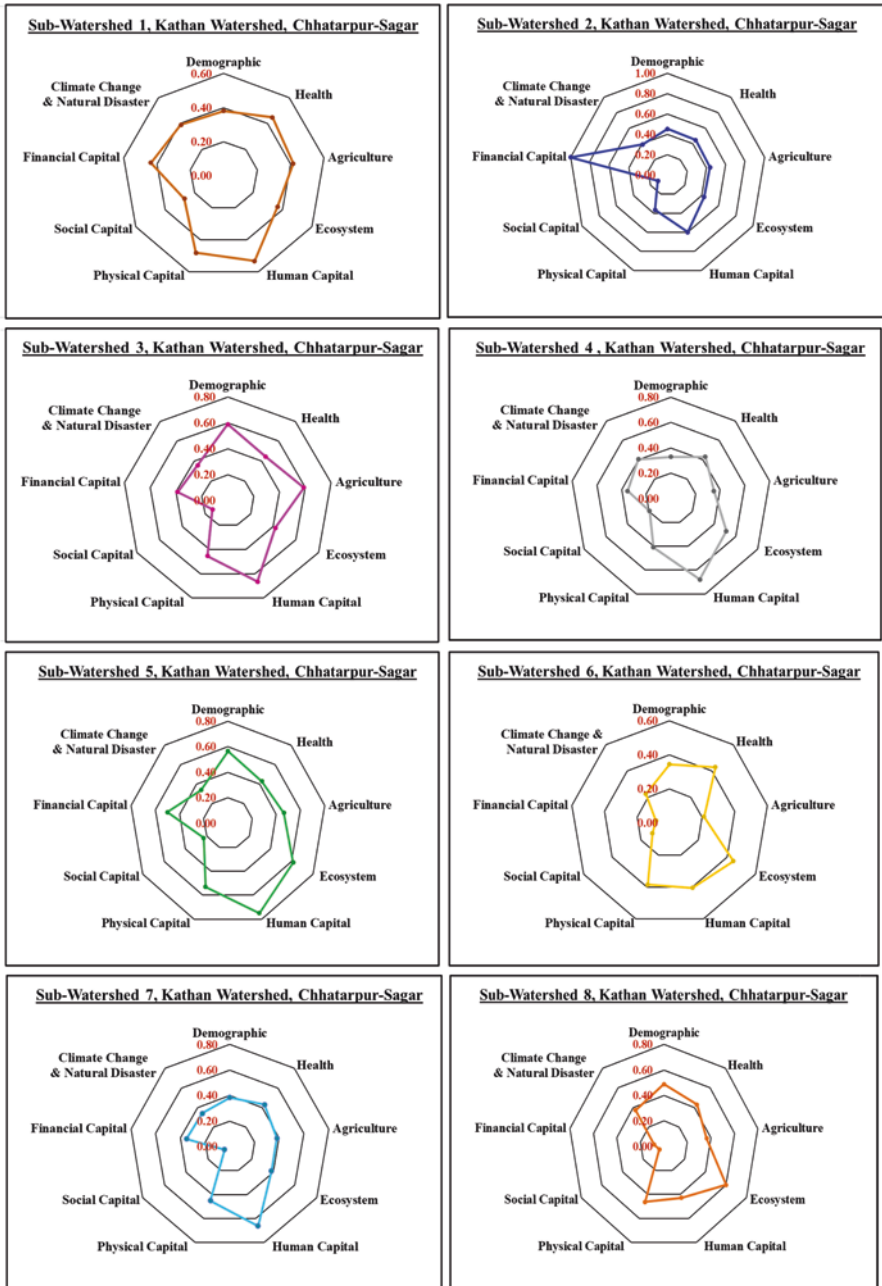 Sub-Watershed 1, Kathan Watershed, Chhatarpur-Sagar
Demographic
0.60
Climate Change
& Natural Disaster
Health
0.40
0.20
Financial Capital
Agriculture
0.00
Social Capital
Ecosystem
Physical Capital
Human Capital
Sub-Watershed 2, Kathan Watershed, Chhatarpur-Sagar
Demographic
1.00
Climate Change
& Natural Disaster
Health
0.80
0.60
0.40
Financial Capital
Agriculture
0.20
0.00
Social Capital
Ecosystem
Physical Capital
Human Capital
Sub-Watershed 3, Kathan Watershed, Chhatarpur-Sagar
Demographic
0.80
Climate Change
& Natural Disaster
Health
0.60
0.40
Financial Capital
Agriculture
0.20
0.00
Social Capital
Ecosystem
Physical Capital
Human Capital
Sub-Watershed 4 , Kathan Watershed, Chhatarpur-Sagar
Demographic
0.80
Climate Change
& Natural Disaster
Health
0.60
0.40
Financial Capital
Agriculture
0.20
0.00
Social Capital
Ecosystem
Physical Capital
Human Capital
Sub-Watershed 5, Kathan Watershed, Chhatarpur-Sagar
Demographic
0.80
Climate Change
& Natural Disaster
Health
0.60
0.40
Financial Capital
Agriculture
0.20
0.00
Social Capital
Ecosystem
Physical Capital
Human Capital
Sub-Watershed 6, Kathan Watershed, Chhatarpur-Sagar
Demographic
0.60
Climate Change &
Natural Disaster
Health
0.40
0.20
Financial Capital
Agriculture
0.00
Social Capital
Ecosystem
Physical Capital
Human Capital
Sub-Watershed 7, Kathan Watershed, Chhatarpur-Sagar
Demographic
0.80
Climate Change
& Natural Disaster
Health
0.60
0.40
Financial Capital
Agriculture
0.20
0.00
Social Capital
Ecosystem
Physical Capital
Human Capital
Sub-Watershed 8, Kathan Watershed, Chhatarpur-Sagar
Demographic
0.80
Climate Change
& Natural Disaster
Health
0.60
0.40
Financial Capital
Agriculture
0.20
0.00
Social Capital
Ecosystem
Physical Capital
Human Capital